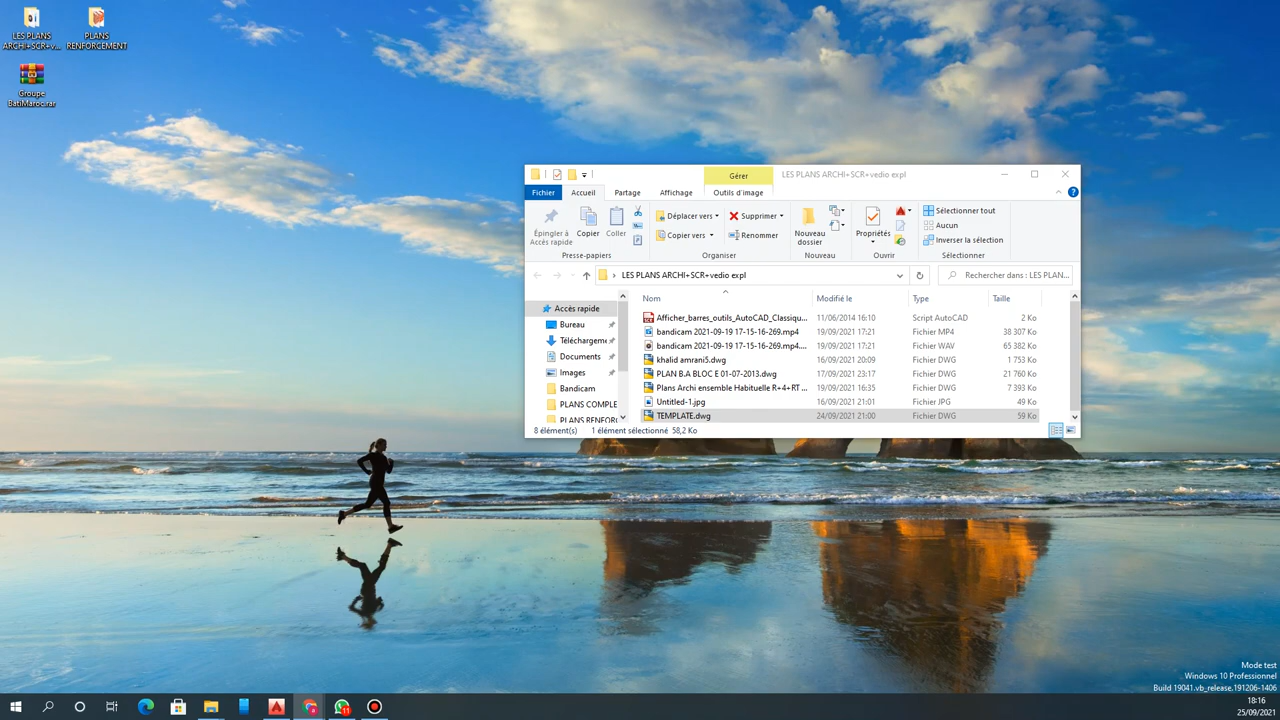 LES PLANS
ARCHI+SCR+v...
PLANS
RENFORCEMENT
Groupe
BatiMaroc.rar
Gérer
LES PLANS ARCHI+SCR+vedio expl
Fichier
Accueil
Partage
Affichage
Outils d'image
Épingler à
Accès rapide
Copier
Coller
Presse-papiers
Déplacer vers
Copier vers
Supprimer
Renommer
Organiser
Nouveau
dossier
Nouveau
Propriétés
Ouvrir
Sélectionner tout
Aucun
Inverser la sélection
Sélectionner
LES PLANS ARCHI+SCR+vedio expl
Rechercher dans : LES PLAN...
Accès rapide
Bureau
Téléchargeme
Documents
Images
Bandicam
PLANS COMPLE
PLANS RENFOR
Nom Modifié le Type Taille
Afficher_barres_outils_AutoCAD_Classiqu... 11/06/2014 16:10 Script AutoCAD 2 Ko
bandicam 2021-09-19 17-15-16-269.mp4 19/09/2021 17:21 Fichier MP4 38 307 Ko
bandicam 2021-09-19 17-15-16-269.mp4.... 19/09/2021 17:21 Fichier WAV 65 382 Ko
khalid amrani5.dwg 16/09/2021 20:09 Fichier DWG 1 753 Ko
PLAN B.A BLOC E 01-07-2013.dwg 17/09/2021 23:17 Fichier DWG 21 760 Ko
Plans Archi ensemble Habituelle R+4+RT ... 19/09/2021 16:35 Fichier DWG 7 393 Ko
Untitled-1.jpg 16/09/2021 21:01 Fichier JPG 49 Ko
TEMPLATE.dwg 24/09/2021 21:00 Fichier DWG 59 Ko
8 élément(s) 1 élément sélectionné 58,2 Ko
Mode test
Windows 10 Professionnel
Build 19041.vb_release.191206-1406
11
18:16
25/09/2021